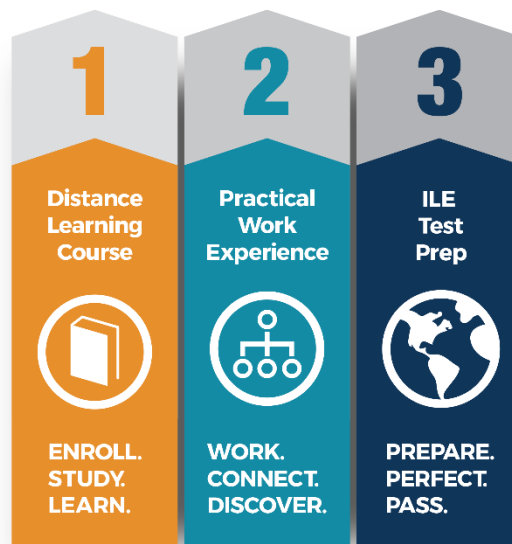 1
Distance
Learning
Course
ENROLL.
STUDY.
LEARN.
2
Practical
Work
Experience
WORK.
CONNECT.
DISCOVER.
3
ILE
Test
Prep
PREPARE.
PERFECT.
PASS.